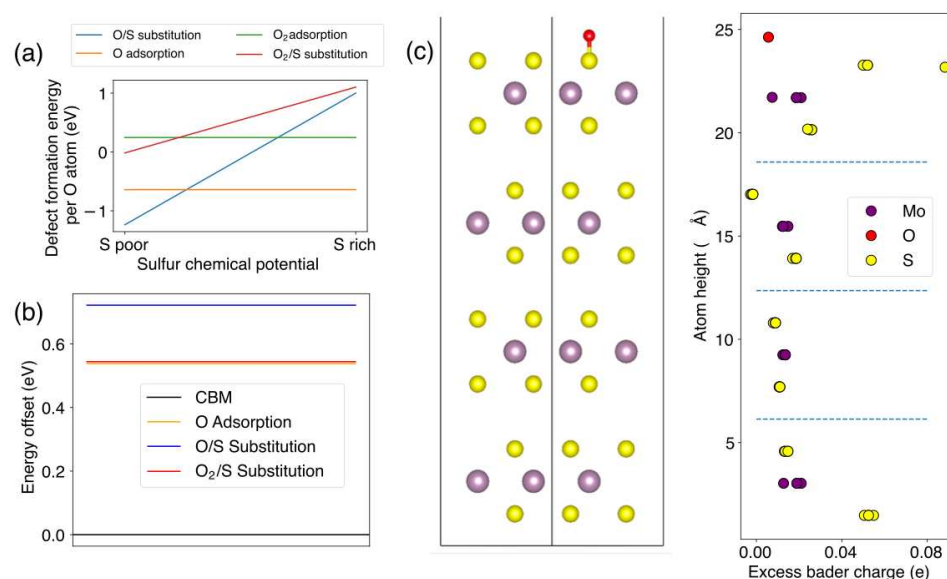 (a)
O/S substitution
O₂ adsorption
O adsorption
O₂/S substitution
Defect formation energy
per O atom (eV)
1
0
−1
S poor
S rich
Sulfur chemical potential
(b)
Energy offset (eV)
0.6
0.4
0.2
0.0
CBM
O Adsorption
O/S Substitution
O₂/S Substitution
(c)
Atom height ( Å)
25
20
15
10
5
Mo
O
S
0.00
0.04
0.08
Excess bader charge (e)